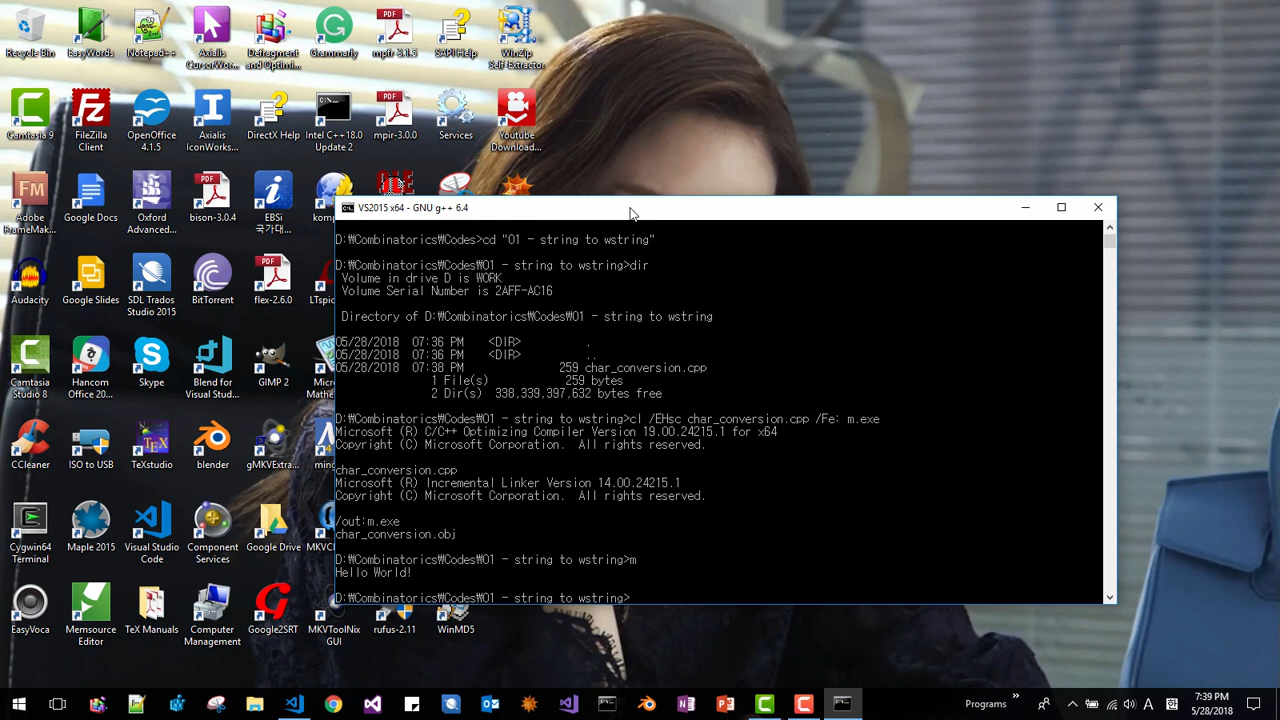 Recycle Bin
EasyWords
Notepad++
Axialis CursorWor...
Defragment and Optimi...
Grammarly
mpfr-3.1.5
SAPI Help
WinZip Self-Extractor
Camtasia 9
FileZilla Client
OpenOffice 4.1.5
Axialis IconWorks...
DirectX Help
Intel C++18.0 Update 2
mpir-3.0.0
Services
Youtube Download...
Adobe FrameMak...
Google Docs
Oxford Advanced...
bison-3.0.4
EBSi 국가대...
Audacity
Google Slides
SDL Trados Studio 2015
BitTorrent
flex-2.6.0
Camtasia Studio 8
Hancom Office 20...
Skype
Blend for Visual Stud...
GIMP 2
CCleaner
ISO to USB
TeXstudio
blender
gMKVExtra...
Cygwin64 Terminal
Maple 2015
Visual Studio Code
Component Services
Google Drive
EasyVoca
Memsource Editor
TeX Manuals
Computer Management
Google2SRT
MKVToolNix GUI
rufus-2.11
WinMD5
VS2015 x64 - GNU g++ 6.4
D:₩Combinatorics₩Codes>cd "01 - string to wstring"
D:₩Combinatorics₩Codes₩01 - string to wstring>dir
Volume in drive D is WORK
Volume Serial Number is 2AFF-AC16
Directory of D:₩Combinatorics₩Codes₩01 - string to wstring
05/28/2018  07:36 PM    <DIR>          .
05/28/2018  07:36 PM    <DIR>          ..
05/28/2018  07:38 PM               259 char_conversion.cpp
1 File(s)            259 bytes
2 Dir(s)  338,339,397,632 bytes free
D:₩Combinatorics₩Codes₩01 - string to wstring>cl /EHsc char_conversion.cpp /Fe: m.exe
Microsoft (R) C/C++ Optimizing Compiler Version 19.00.24215.1 for x64
Copyright (C) Microsoft Corporation.  All rights reserved.
char_conversion.cpp
Microsoft (R) Incremental Linker Version 14.00.24215.1
Copyright (C) Microsoft Corporation.  All rights reserved.
/out:m.exe
char_conversion.obj
D:₩Combinatorics₩Codes₩01 - string to wstring>m
Hello World!
D:₩Combinatorics₩Codes₩01 - string to wstring>
Programs
A
7:39 PM
5/28/2018